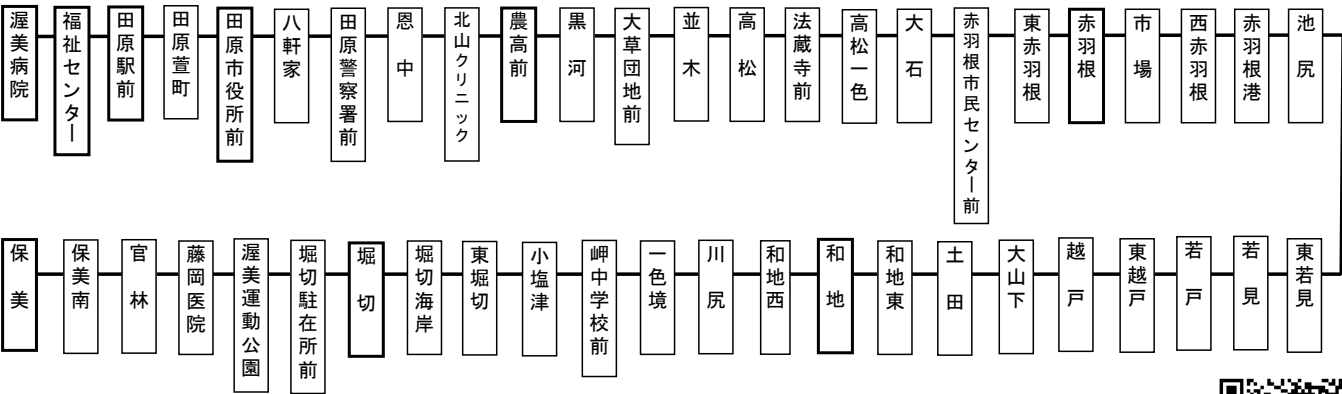 渥美病院
福祉センター
田原駅前
田原萱町
田原市役所前
八軒家
田原警察署前
恩中
北山クリニック
農高前
黒河
大草団地前
並木
高松
法蔵寺前
高松一色
大石
赤羽根市民センター前
東赤羽根
赤羽根
市場
西赤羽根
赤羽根港
池尻
保美
保美南
官林
藤岡医院
渥美運動公園
堀切駐在所前
堀切
堀切海岸
東堀切
小塩津
岬中学校前
一色境
川尻
和地西
和地
和地東
土田
大山下
越戸
東越戸
若戸
若見
東若見